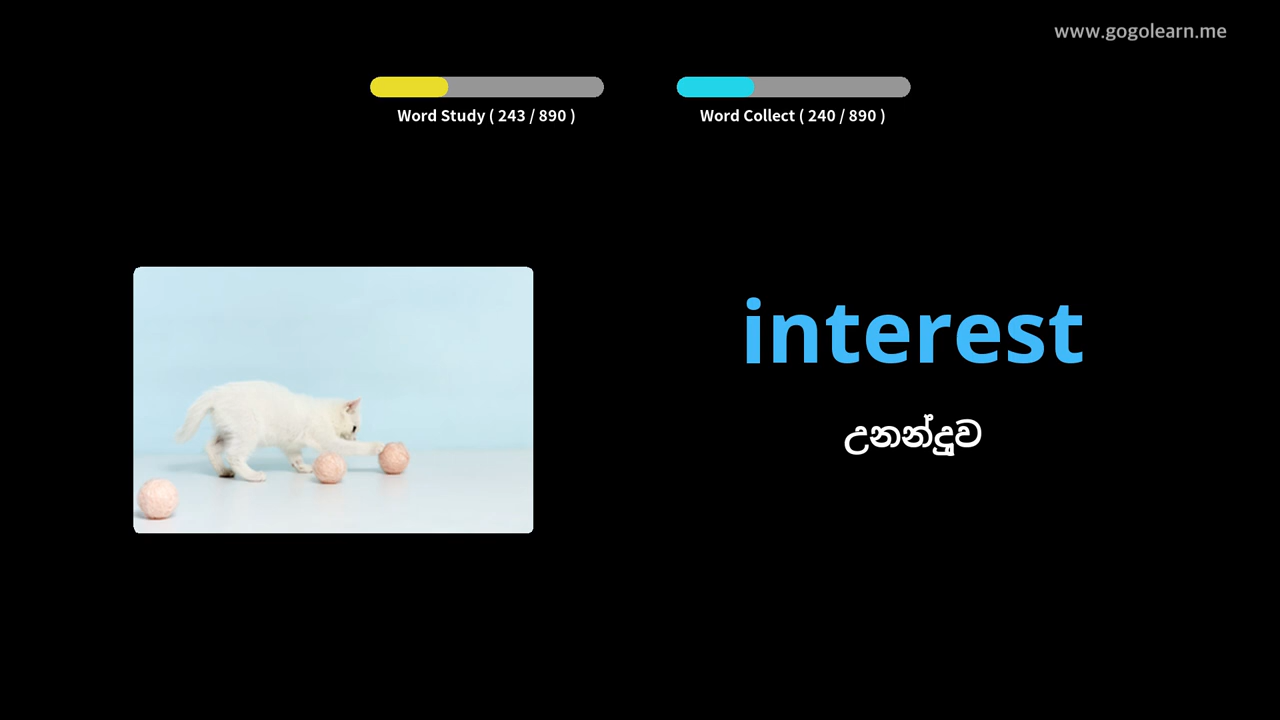 www.gogolearn.me
Word Study ( 243 / 890 )
Word Collect ( 240 / 890 )
interest
උනන්දුව